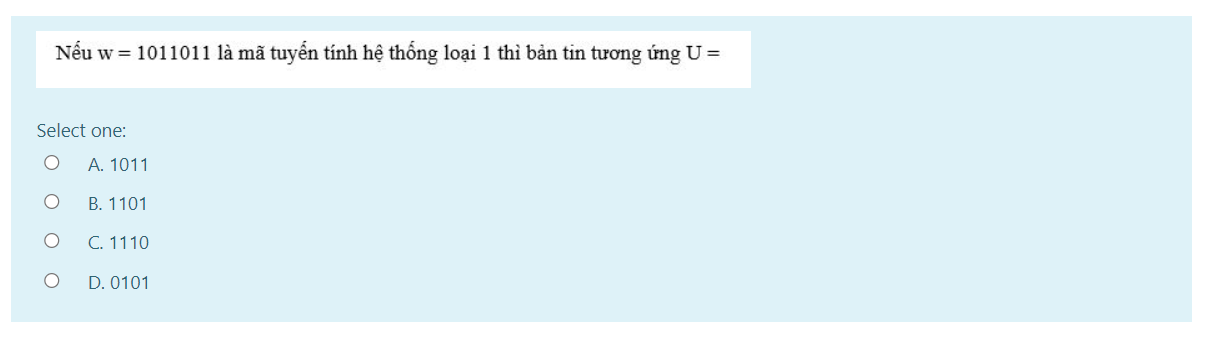 Nếu w = 1011011 là mã tuyến tính hệ thống loại 1 thì bản tin tương ứng U =
Select one:
A. 1011
B. 1101
C. 1110
D. 0101